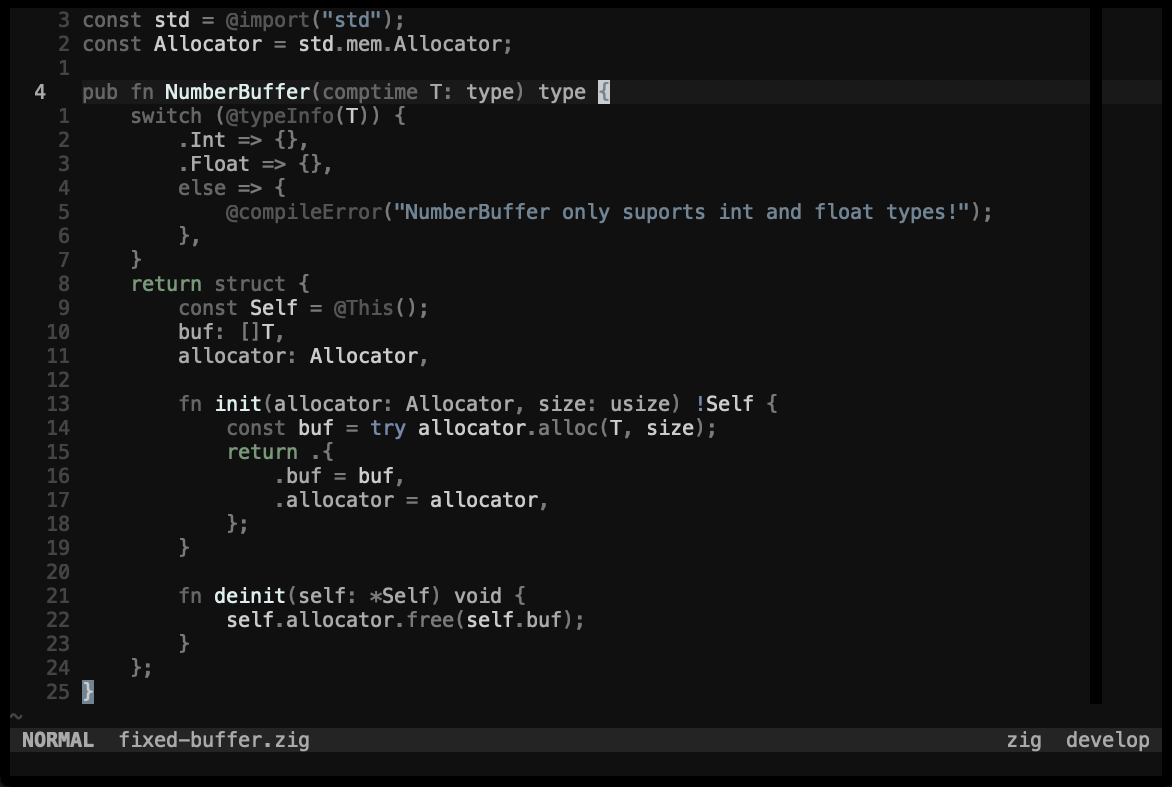 3 const std = @import("std");
2 const Allocator = std.mem.Allocator;
1
4 pub fn NumberBuffer(comptime T: type) type {
1     switch (@typeInfo(T)) {
2         .Int => {},
3         .Float => {},
4         else => {
5             @compileError("NumberBuffer only suports int and float types!");
6         },
7     }
8     return struct {
9         const Self = @This();
10         buf: []T,
11         allocator: Allocator,
12
13         fn init(allocator: Allocator, size: usize) !Self {
14             const buf = try allocator.alloc(T, size);
15             return .{
16                 .buf = buf,
17                 .allocator = allocator,
18             };
19         }
20
21         fn deinit(self: *Self) void {
22             self.allocator.free(self.buf);
23         }
24     };
25 }
~
NORMAL fixed-buffer.zig zig develop